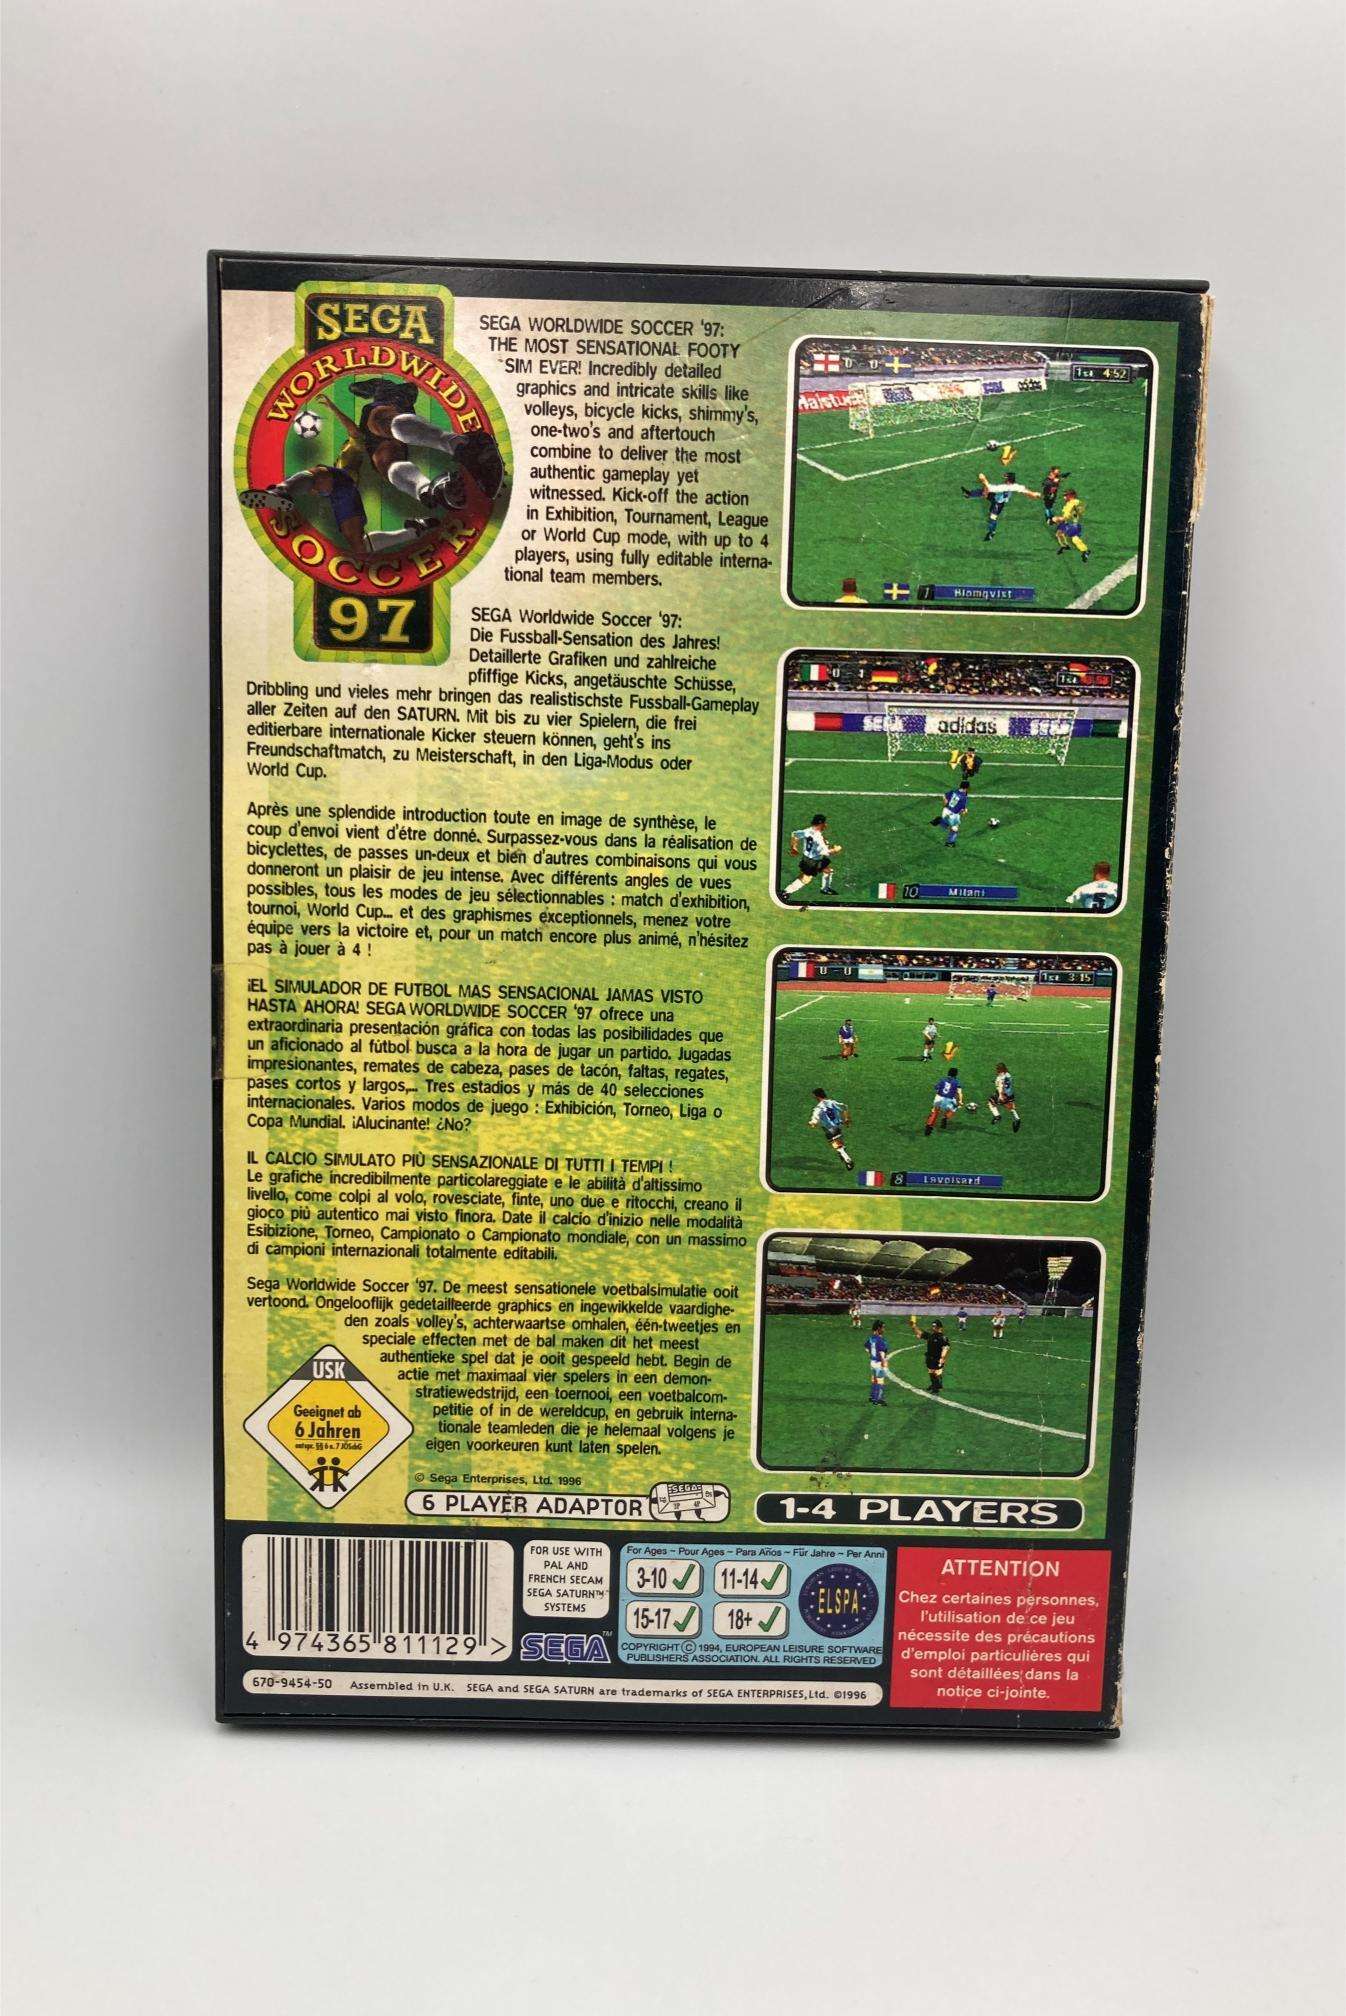 SEGA
WORLDWIDE
SOCCER
97
SEGA WORLDWIDE SOCCER '97:
THE MOST SENSATIONAL FOOTY
SIM EVER! Incredibly detailed
graphics and intricate skills like
volleys, bicycle kicks, shimmy's,
one-two's and aftertouch
combine to deliver the most
authentic gameplay yet
witnessed. Kick-off the action
in Exhibition, Tournament, League
or World Cup mode, with up to 4
players, using fully editable interna-
tional team members.
SEGA Worldwide Soccer '97:
Die Fussball-Sensation des Jahres!
Detaillerte Grafiken und zahlreiche
pfiffige Kicks, angetäuschte Schüsse,
Dribbling und vieles mehr bringen das realistischste Fussball-Gameplay
aller Zeiten auf den SATURN. Mit bis zu vier Spielern, die frei
editierbare internationale Kicker steuern können, geht's ins
Freundschaftmatch, zu Meisterschaft, in den Liga-Modus oder
World Cup.
Après une splendide introduction toute en image de synthèse, le
coup d'envoi vient d'étre donné. Surpassez-vous dans la réalisation de
bicyclettes, de passes un-deux et bien d'autres combinaisons qui vous
donneront un plaisir de jeu intense. Avec différents angles de vues
possibles, tous les modes de jeu sélectionnables : match d'exhibition,
tournoi, World Cup... et des graphismes exceptionnels, menez votre
équipe vers la victoire et, pour un match encore plus animé, n'hésitez
pas à jouer à 4 !
¡EL SIMULADOR DE FUTBOL MAS SENSACIONAL JAMAS VISTO
HASTA AHORA! SEGA WORLDWIDE SOCCER '97 ofrece una
extraordinaria presentación gráfica con todas las posibilidades que
un aficionado al fútbol busca a la hora de jugar un partido. Jugadas
impresionantes, remates de cabeza, pases de tacón, faltas, regates,
pases cortos y largos,... Tres estadios y más de 40 selecciones
internacionales. Varios modos de juego : Exhibición, Torneo, Liga o
Copa Mundial. ¡Alucinante! ¿No?
IL CALCIO SIMULATO PIÙ SENSAZIONALE DI TUTTI I TEMPI !
Le grafiche incredibilmente particolareggiate e le abilità d'altissimo
livello, come colpi al volo, rovesciate, finte, uno due e ritocchi, creano il
gioco più autentico mai visto finora. Date il calcio d'inizio nelle modalità
Esibizione, Torneo, Campionato o Campionato mondiale, con un massimo
di campioni internazionali totalmente editabili.
Sega Worldwide Soccer '97. De meest sensationele voetbalsimulatie ooit
vertoond. Ongelooflijk gedetailleerde graphics en ingewikkelde vaardighe-
den zoals volley's, achterwaartse omhalen, één-tweetjes en
speciale effecten met de bal maken dit het meest
authentieke spel dat je ooit gespeeld hebt. Begin de
actie met maximaal vier spelers in een demon-
stratiewedstrijd, een toernooi, een voetbalcom-
petitie of in de wereldcup, en gebruik interna-
tionale teamleden die je helemaal volgens je
eigen voorkeuren kunt laten spelen.
© Sega Enterprises, Ltd. 1996
USK
Geeignet ab
6 Jahren
entspr. §§ 6 u. 7 JÖSchG
6 PLAYER ADAPTOR
SEGA
1-4 PLAYERS
0 0
1st 4:52
1 Blomqvist
0 1
1st
adidas
10 Milani
0 0
1st 3:15
8 Lavoisard
4 974365 811129 >
FOR USE WITH
PAL AND
FRENCH SECAM
SEGA SATURN™
SYSTEMS
SEGA™
For Ages ~ Pour Ages ~ Para Años ~ Für Jahre ~ Per Anni
3-10 ✓ 11-14 ✓
15-17 ✓ 18+ ✓
ELSPA
COPYRIGHT © 1994, EUROPEAN LEISURE SOFTWARE
PUBLISHERS ASSOCIATION. ALL RIGHTS RESERVED
670-9454-50 Assembled in U.K. SEGA and SEGA SATURN are trademarks of SEGA ENTERPRISES, Ltd. ©1996
ATTENTION
Chez certaines personnes,
l'utilisation de ce jeu
nécessite des précautions
d'emploi particulières qui
sont détaillées dans la
notice ci-jointe.